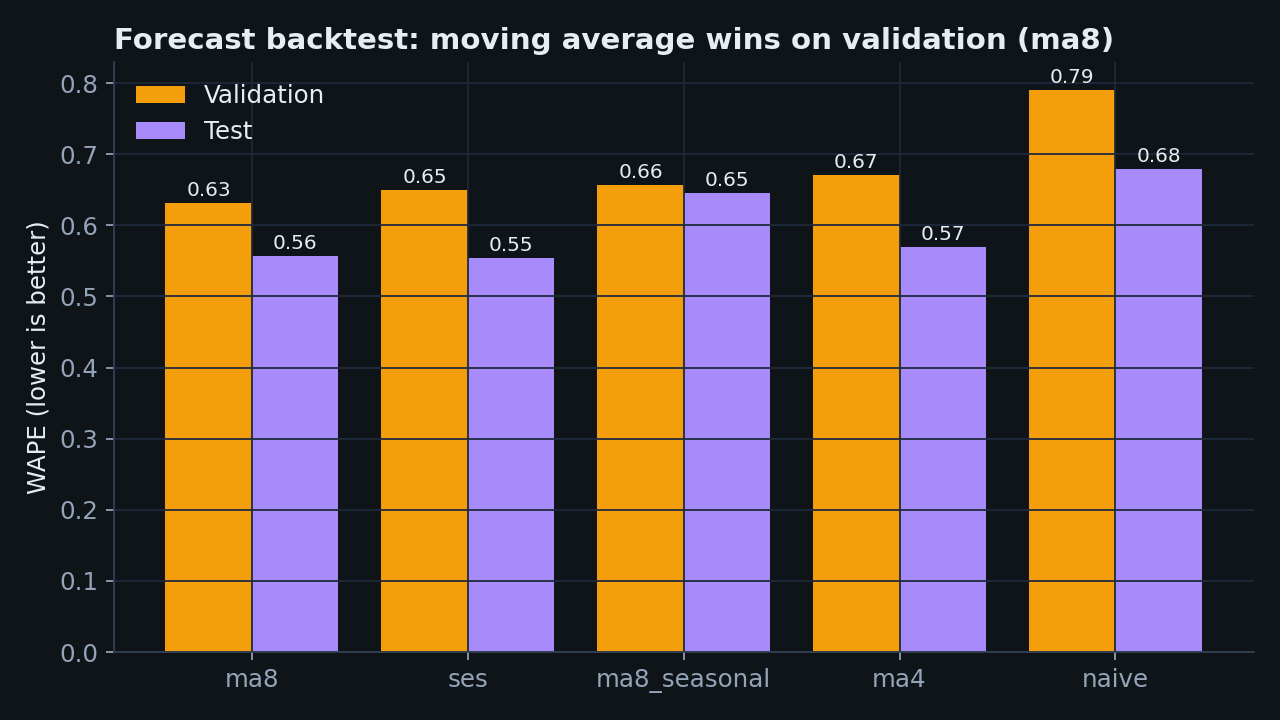 Forecast backtest: moving average wins on validation (ma8)
WAPE (lower is better)
0.8
0.7
0.6
0.5
0.4
0.3
0.2
0.1
0.0
Validation
Test
0.63
0.56
0.65
0.55
0.66
0.65
0.67
0.57
0.79
0.68
ma8
ses
ma8_seasonal
ma4
naive